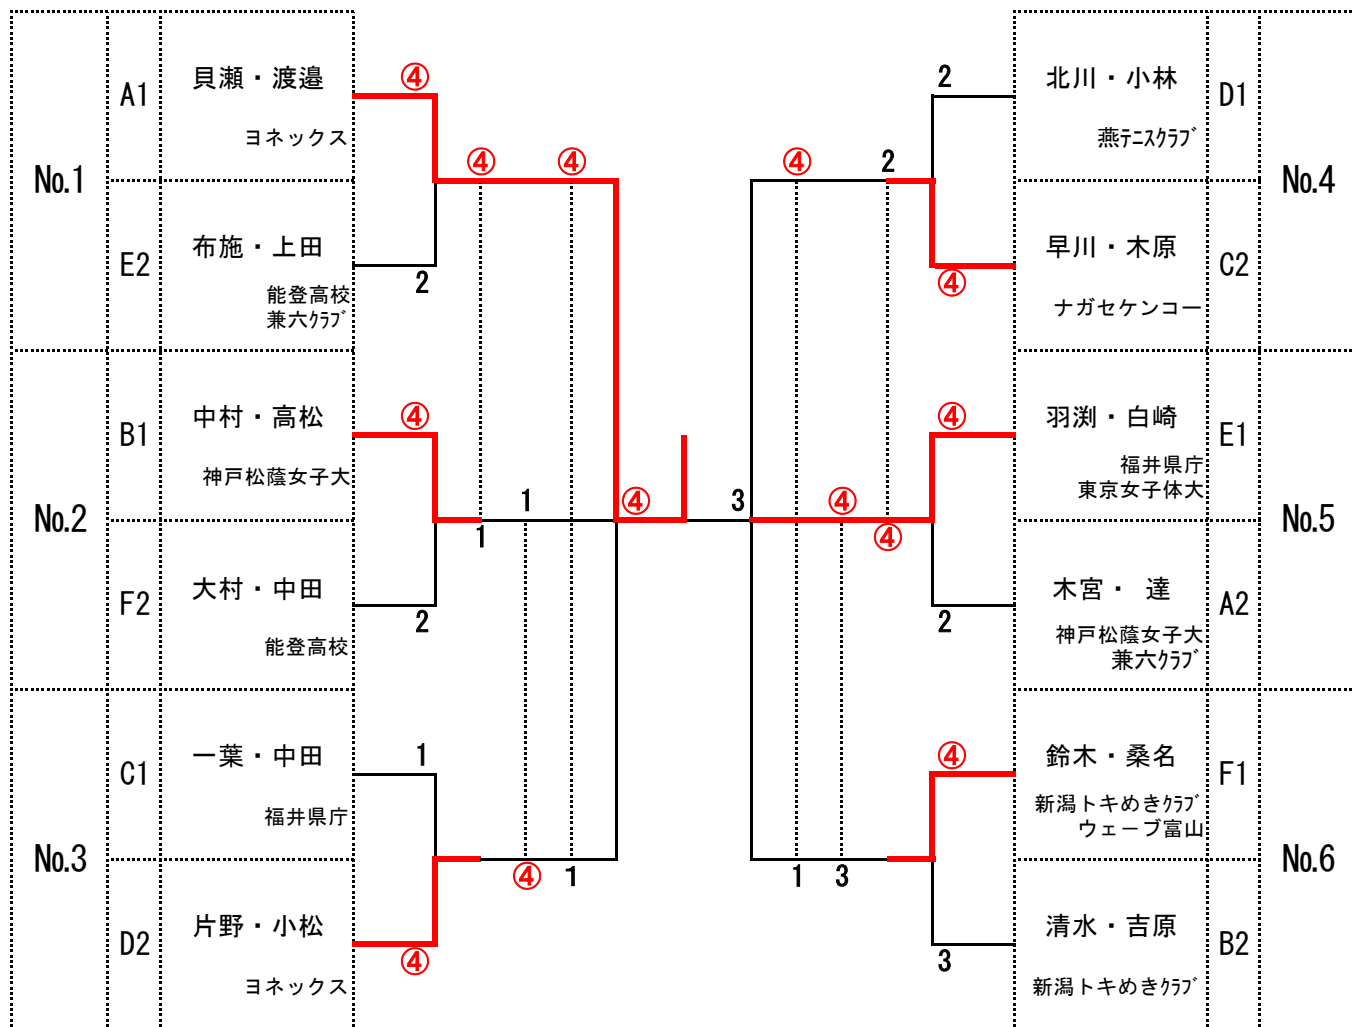 No.1
A1
貝瀬・渡邉
ヨネックス
④
E2
布施・上田
能登高校
兼六ｸﾗﾌﾞ
2
④
④
No.2
B1
中村・高松
神戸松蔭女子大
④
F2
大村・中田
能登高校
2
1
1
④
No.3
C1
一葉・中田
福井県庁
1
D2
片野・小松
ヨネックス
④
④
1
3
2
北川・小林
燕ﾃﾆｽｸﾗﾌﾞ
D1
No.4
④
2
早川・木原
ナガセケンコー
C2
④
④
羽渕・白崎
福井県庁
東京女子体大
E1
No.5
④
④
木宮・ 達
神戸松蔭女子大
兼六ｸﾗﾌﾞ
A2
2
④
鈴木・桑名
新潟トキめきｸﾗﾌﾞ
ウェーブ富山
F1
No.6
1
3
清水・吉原
新潟トキめきｸﾗﾌﾞ
B2
3